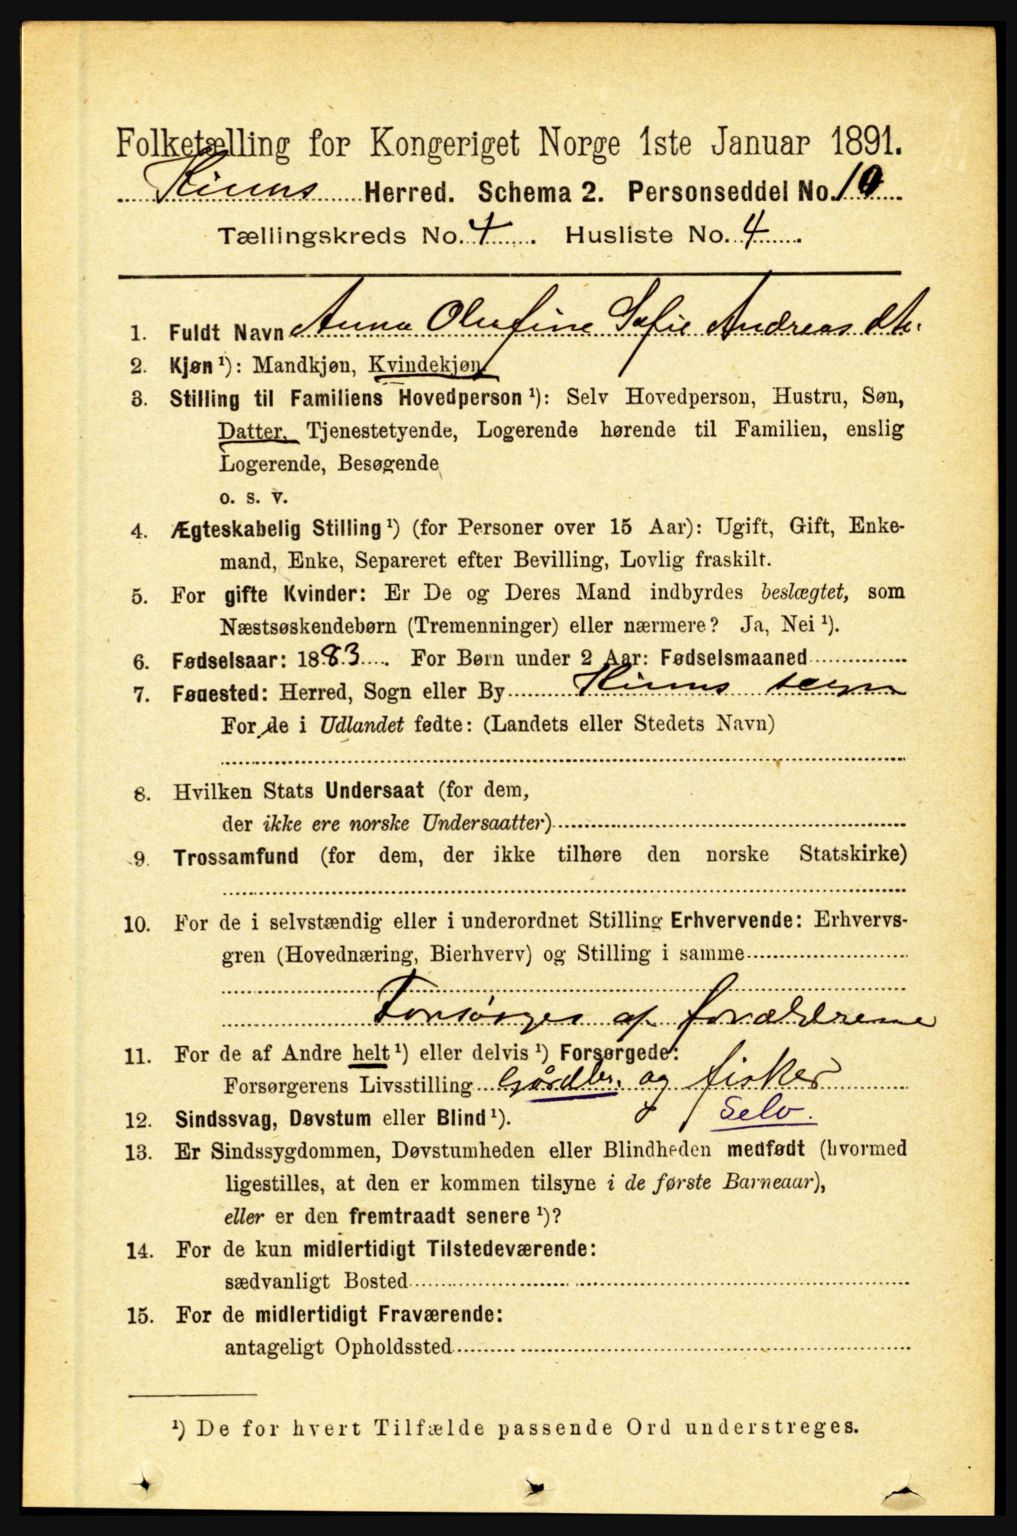 Folketælling for Kongeriget Norge 1ste Januar 1891.
Kinns Herred. Schema 2. Personseddel No. 10
Tællingskreds No. 4. Husliste No. 4.
1. Fuldt Navn Anna Olufine Sofie Andreasdtr.
2. Kjøn ¹): Mandkjøn, Kvindekjøn
3. Stilling til Familiens Hovedperson ¹): Selv Hovedperson, Hustru, Søn,
Datter, Tjenestetyende, Logerende hørende til Familien, enslig
Logerende, Besøgende
o. s. v.
4. Ægteskabelig Stilling ¹) (for Personer over 15 Aar): Ugift, Gift, Enke-
mand, Enke, Separeret efter Bevilling, Lovlig fraskilt.
5. For gifte Kvinder: Er De og Deres Mand indbyrdes beslægtet, som
Næstsøskendebørn (Tremenninger) eller nærmere? Ja, Nei ¹).
6. Fødselsaar: 1883. For Børn under 2 Aar: Fødselsmaaned
7. Fødested: Herred, Sogn eller By Kinns sogn
For de i Udlandet fødte: (Landets eller Stedets Navn)
8. Hvilken Stats Undersaat (for dem,
der ikke ere norske Undersaatter)
9. Trossamfund (for dem, der ikke tilhøre den norske Statskirke)
10. For de i selvstændig eller i underordnet Stilling Erhvervende: Erhvervs-
gren (Hovednæring, Bierhverv) og Stilling i samme
Forsørges af forældrene
11. For de af Andre helt ¹) eller delvis ¹) Forsørgede:
Forsørgerens Livsstilling Gårdbr. og fisker
12. Sindssvag, Døvstum eller Blind ¹). Selv.
13. Er Sindssygdommen, Døvstumheden eller Blindheden medfødt (hvormed
ligestilles, at den er kommen tilsyne i de første Barneaar),
eller er den fremtraadt senere ¹)?
14. For de kun midlertidigt Tilstedeværende:
sædvanligt Bosted
15. For de midlertidigt Fraværende:
antageligt Opholdssted
¹) De for hvert Tilfælde passende Ord understreges.